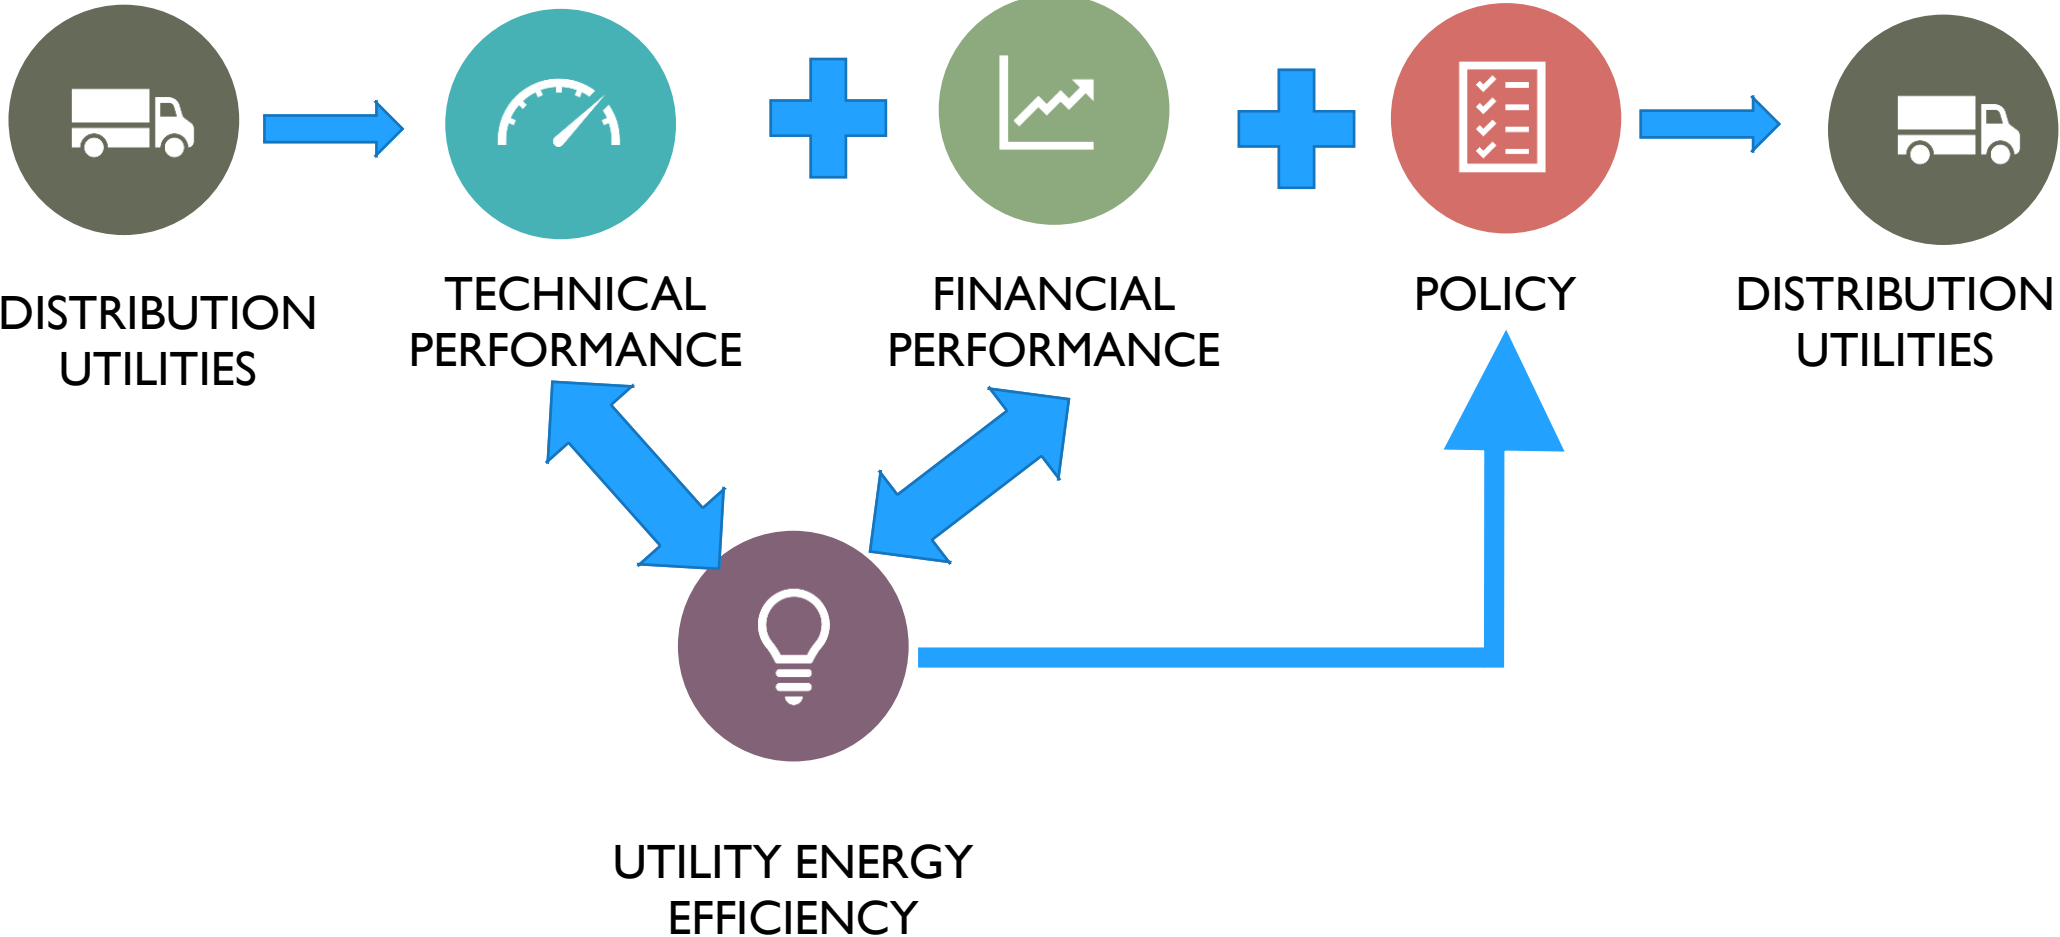 DISTRIBUTION
UTILITIES
TECHNICAL
PERFORMANCE
FINANCIAL
PERFORMANCE
POLICY
DISTRIBUTION
UTILITIES
UTILITY ENERGY
EFFICIENCY